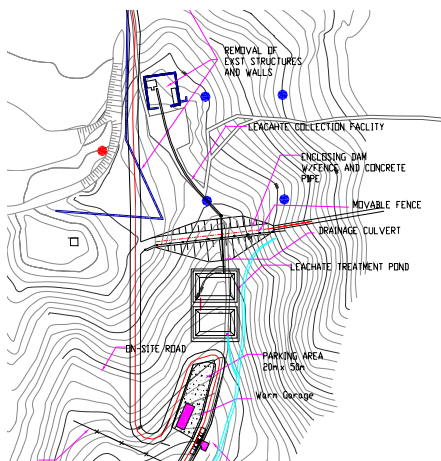 REMOVAL OF
EXST STRUCTURES
AND WALLS
LEACAHTE COLLECTION FACLITY
ENCLOSING DAM
W/FENCE AND CONCRETE
PIPE
MOVABLE FENCE
DRAINAGE CULVERT
LEACHATE TREATMENT POND
ON-SITE ROAD
PARKING AREA
20m x 50m
Warm Garage